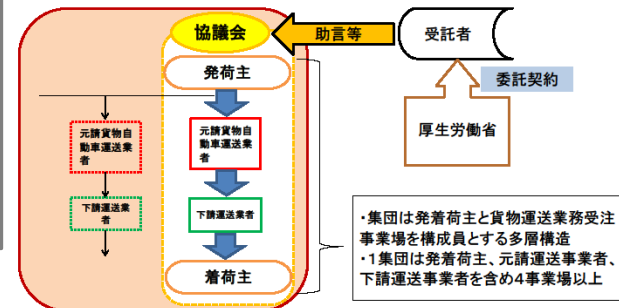 協議会
助言等
受託者
委託契約
厚生労働省
発荷主
元請貨物自
動車運送業
者
元請貨物自
動車運送業
者
下請運送業
者
下請運送業者
着荷主
・集団は発着荷主と貨物運送業務受注
事業場を構成員とする多層構造
・1集団は発着荷主、元請運送事業者、
下請運送事業者を含め4事業場以上